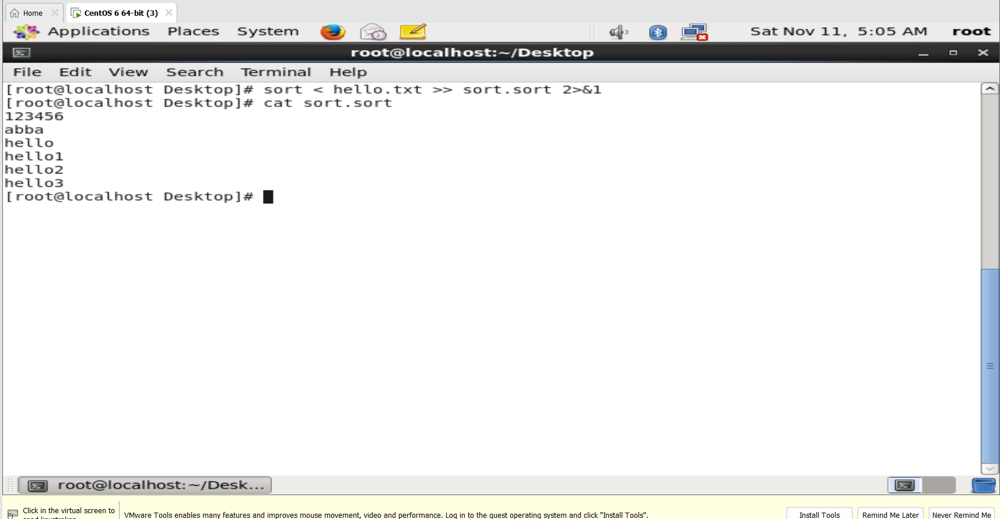 Home
CentOS 6 64-bit (3)
Applications Places System Sat Nov 11, 5:05 AM root
root@localhost:~/Desktop
File Edit View Search Terminal Help
[root@localhost Desktop]# sort < hello.txt >> sort.sort 2>&1
[root@localhost Desktop]# cat sort.sort
123456
abba
hello
hello1
hello2
hello3
[root@localhost Desktop]#
root@localhost:~/Desk...
Click in the virtual screen to
VMware Tools enables many features and improves mouse movement, video and performance. Log in to the guest operating system and click "Install Tools".
Install Tools
Remind Me Later
Never Remind Me